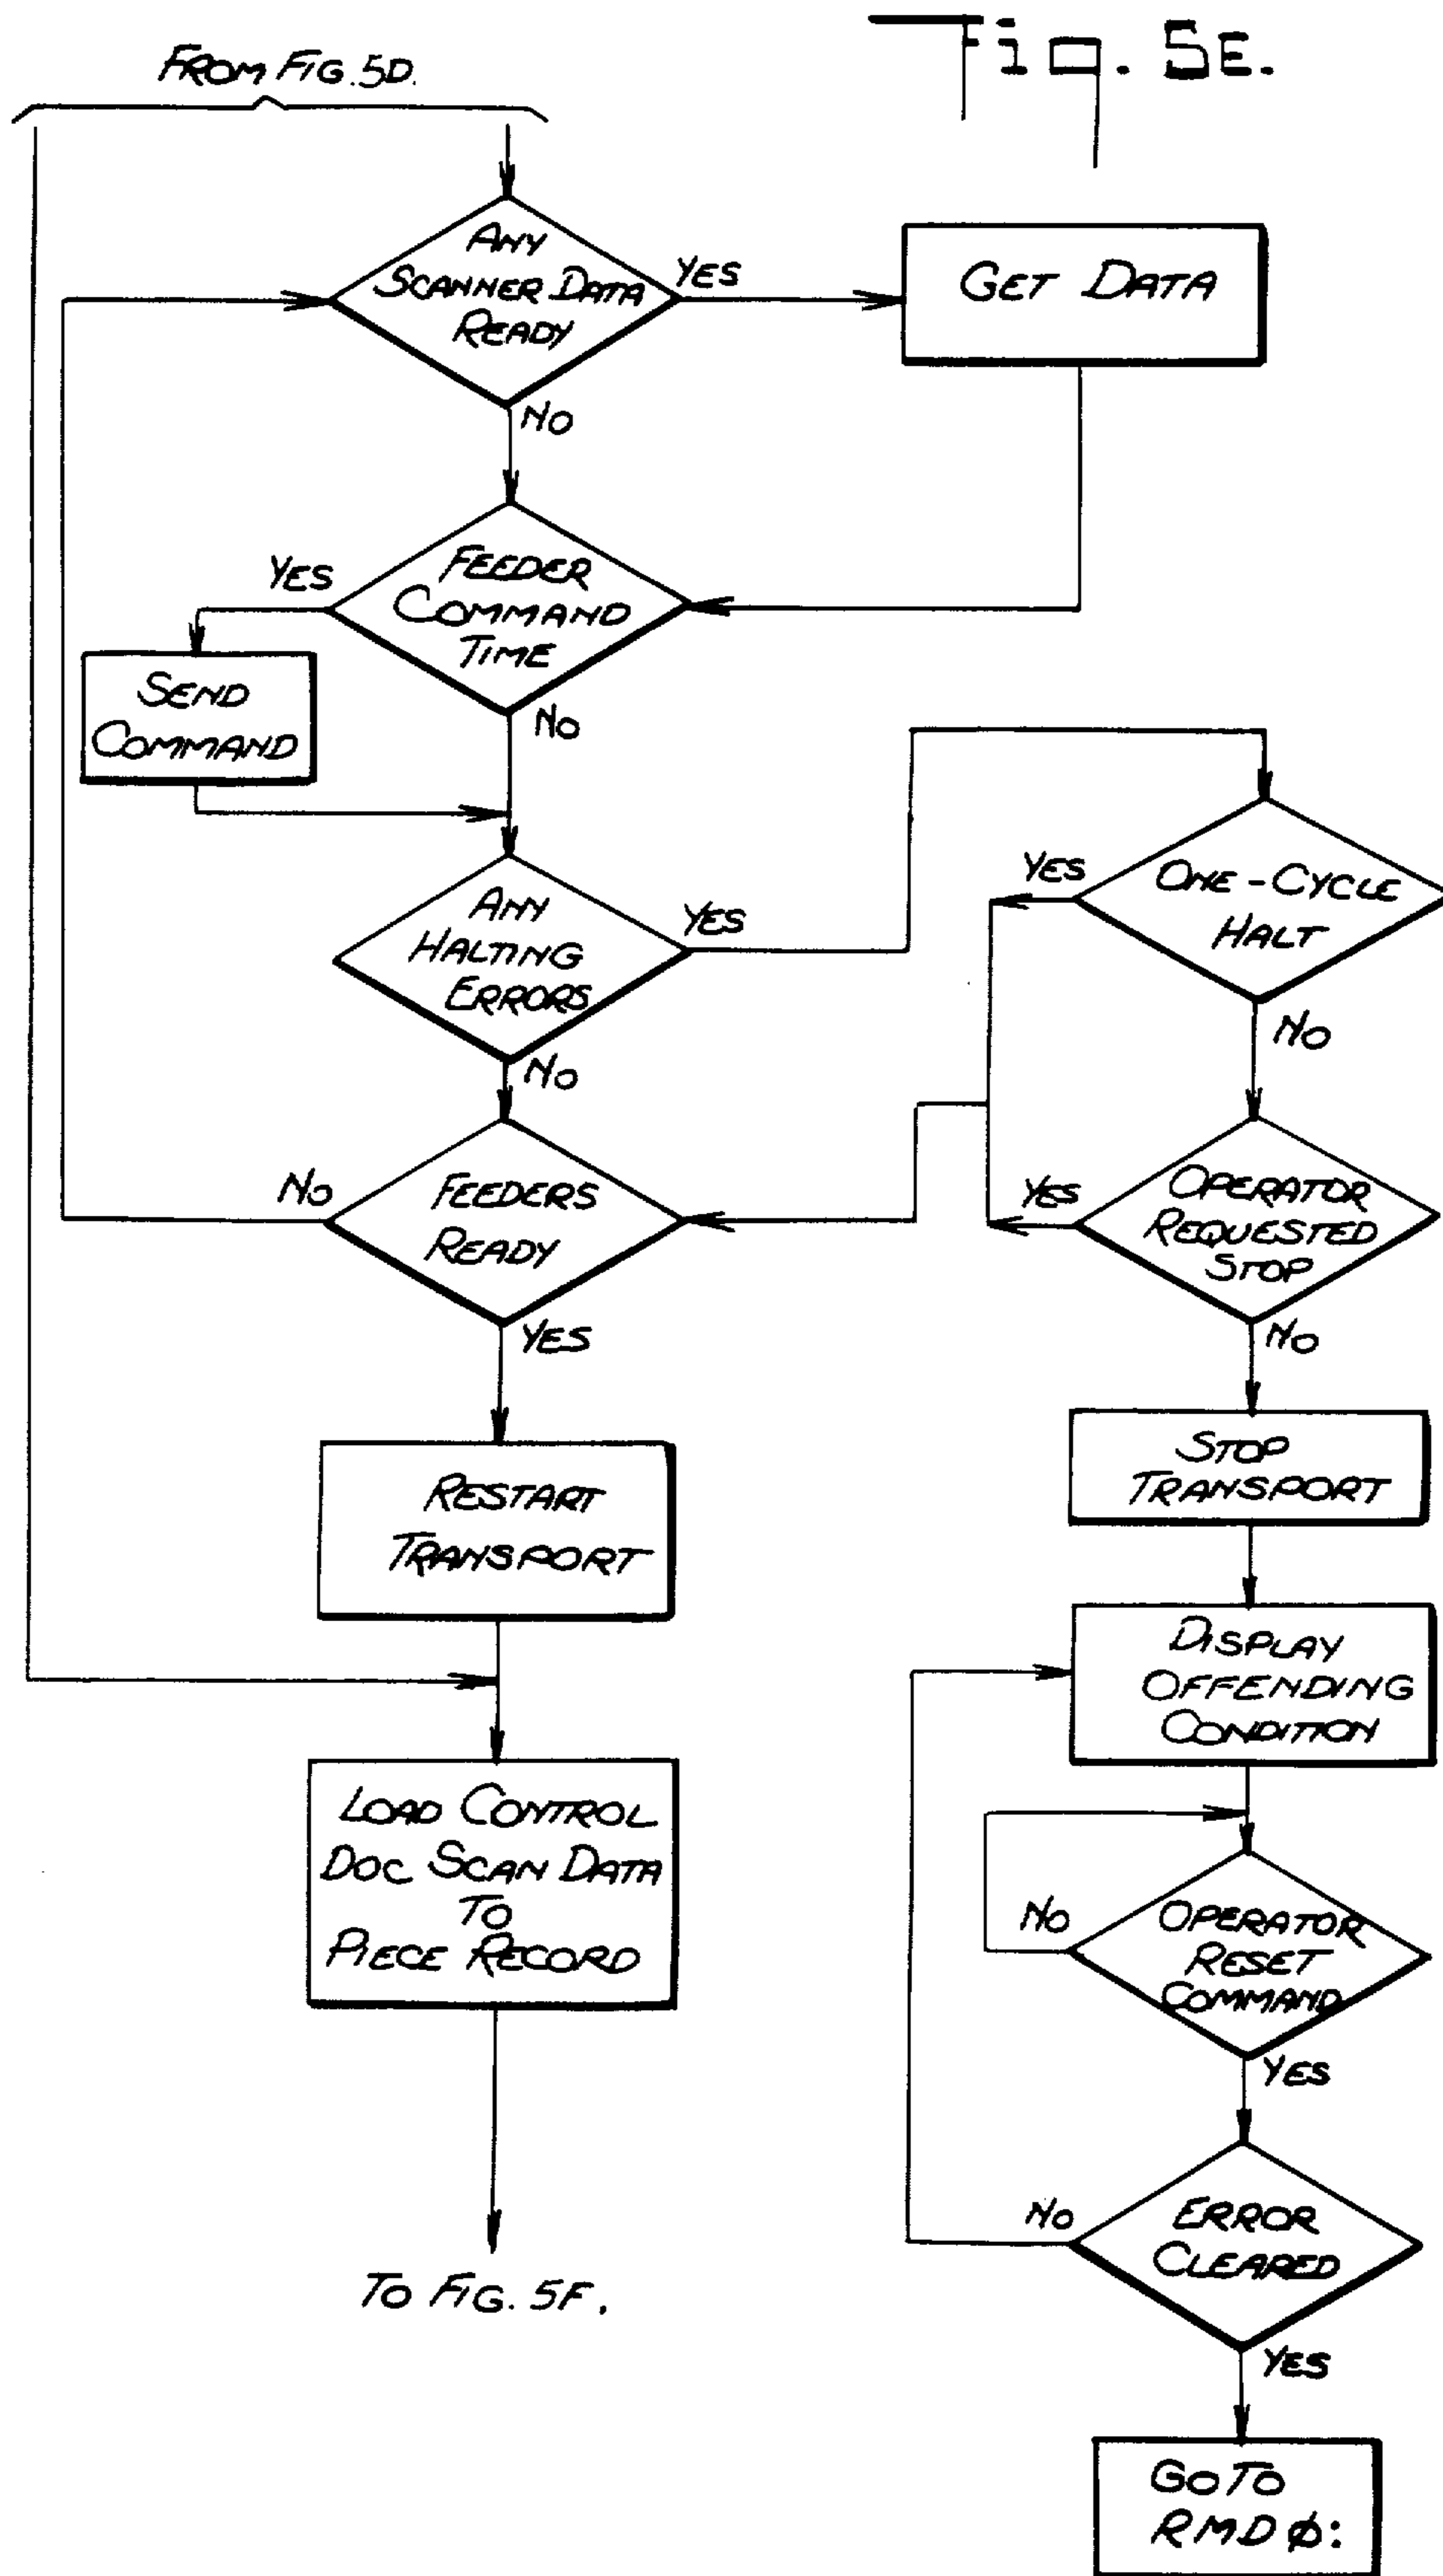 Fig. 5E.
FROM FIG. 5D.
ANY
SCANNER DATA
READY
YES
GET DATA
NO
FEEDER
COMMAND
TIME
YES
SEND
COMMAND
NO
ANY
HALTING
ERRORS
YES
ONE-CYCLE
HALT
YES
NO
NO
FEEDERS
READY
NO
OPERATOR
REQUESTED
STOP
YES
YES
NO
RESTART
TRANSPORT
STOP
TRANSPORT
DISPLAY
OFFENDING
CONDITION
LOAD CONTROL
DOC SCAN DATA
TO
PIECE RECORD
NO
OPERATOR
RESET
COMMAND
YES
NO
ERROR
CLEARED
TO FIG. 5F.
YES
GO TO
RMD ϕ: